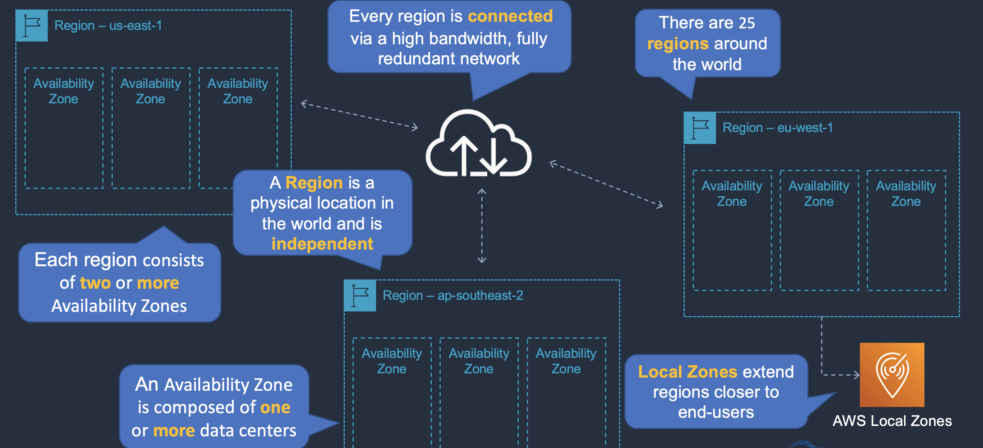 Region – us-east-1
Availability
Zone
Availability
Zone
Availability
Zone
Every region is connected
via a high bandwidth, fully
redundant network
There are 25
regions around
the world
Region – eu-west-1
Availability
Zone
Availability
Zone
Availability
Zone
A Region is a
physical location in
the world and is
independent
Each region consists
of two or more
Availability Zones
Region – ap-southeast-2
Availability
Zone
Availability
Zone
Availability
Zone
An Availability Zone
is composed of one
or more data centers
Local Zones extend
regions closer to
end-users
AWS Local Zones